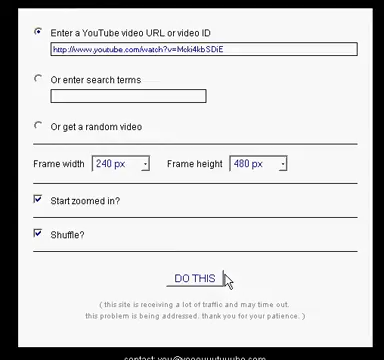 Enter a YouTube video URL or video ID
http://www.youtube.com/watch?v=Mcki4kbSDiE
Or enter search terms
Or get a random video
Frame width 240 px Frame height 480 px
Start zoomed in?
Shuffle?
DO THIS
( this site is receiving a lot of traffic and may time out.
this problem is being addressed. thank you for your patience. )